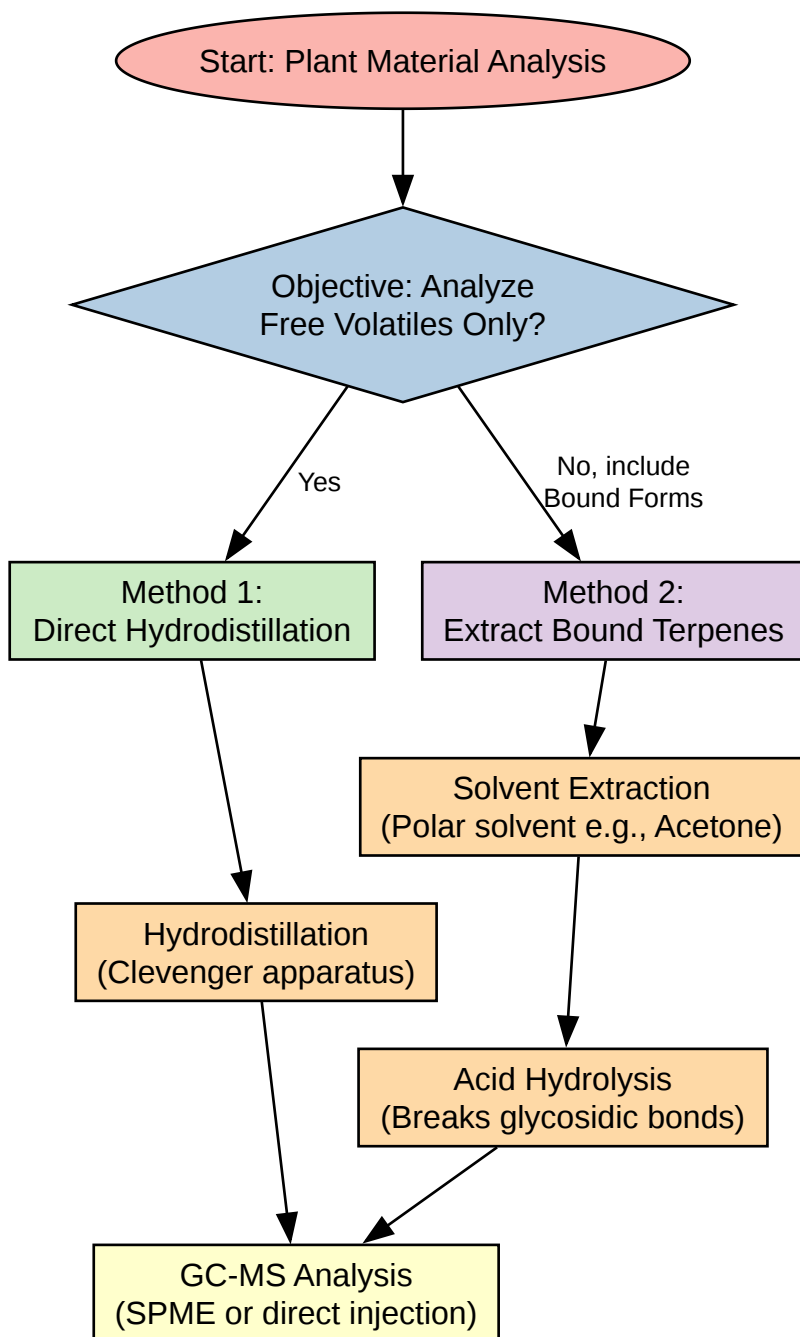 Start: Plant Material Analysis
Objective: Analyze
Free Volatiles Only?
Yes
No, include
Bound Forms
Method 1:
Direct Hydrodistillation
Method 2:
Extract Bound Terpenes
Solvent Extraction
(Polar solvent e.g., Acetone)
Hydrodistillation
(Clevenger apparatus)
Acid Hydrolysis
(Breaks glycosidic bonds)
GC-MS Analysis
(SPME or direct injection)